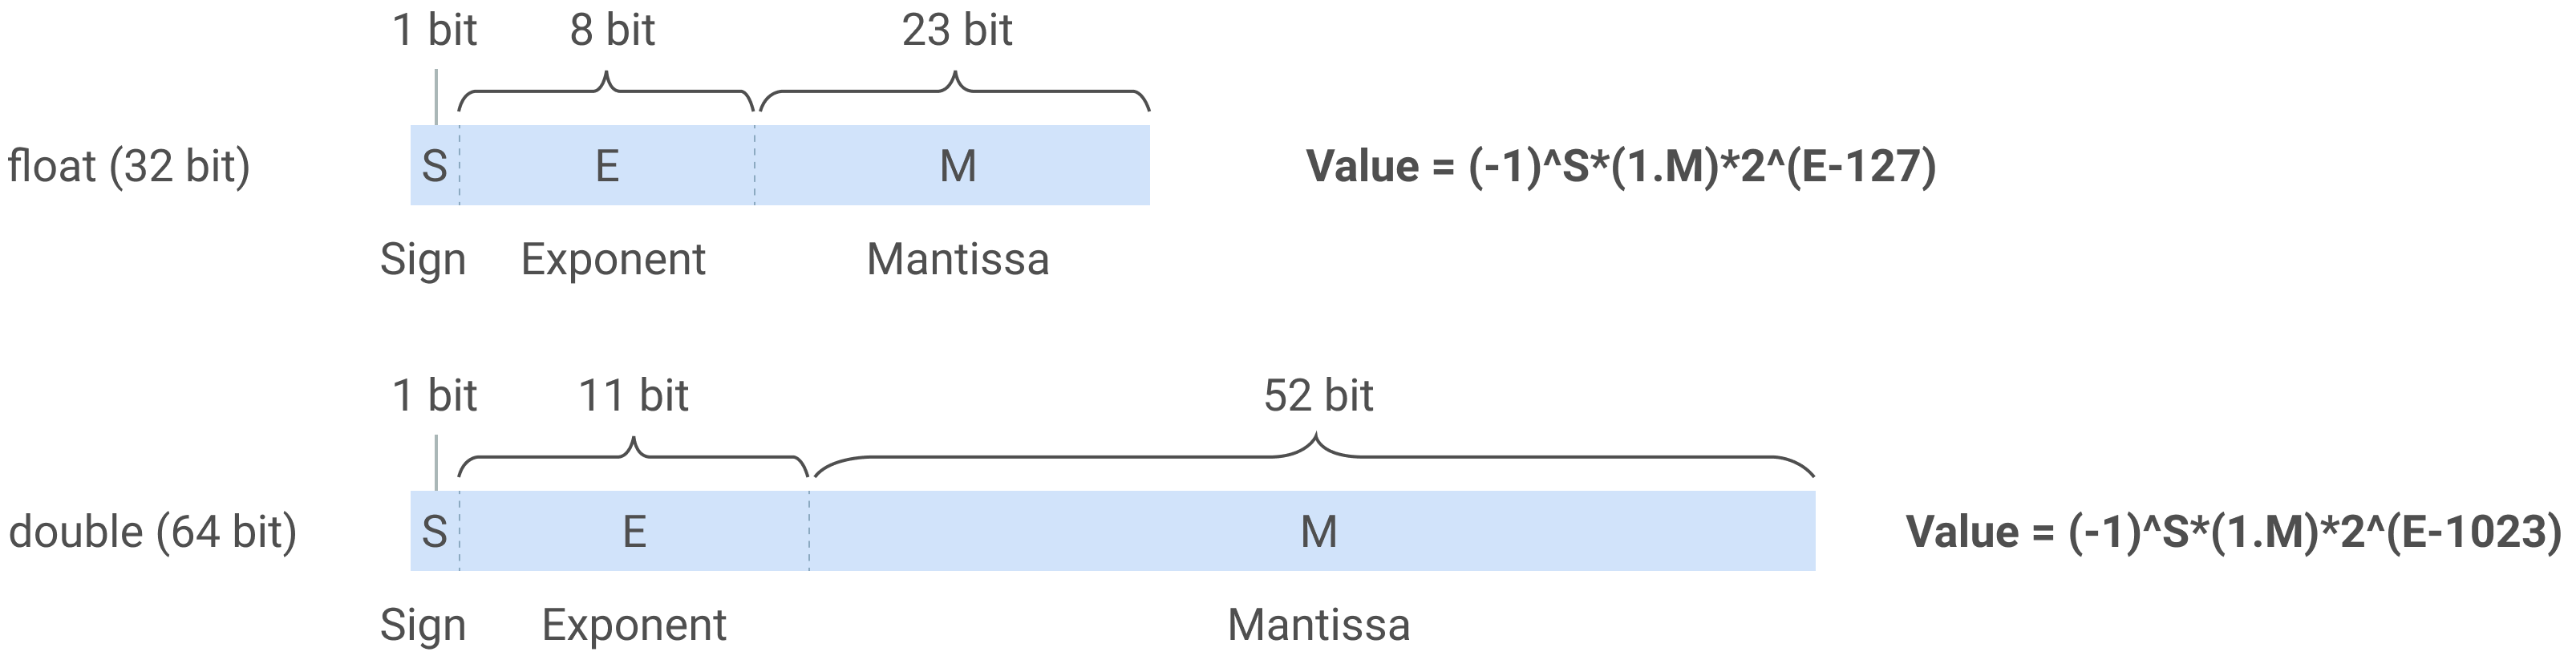 1 bit 8 bit 23 bit
float (32 bit) S E M Value = (-1)^S*(1.M)*2^(E-127)
Sign Exponent Mantissa
1 bit 11 bit 52 bit
double (64 bit) S E M Value = (-1)^S*(1.M)*2^(E-1023)
Sign Exponent Mantissa